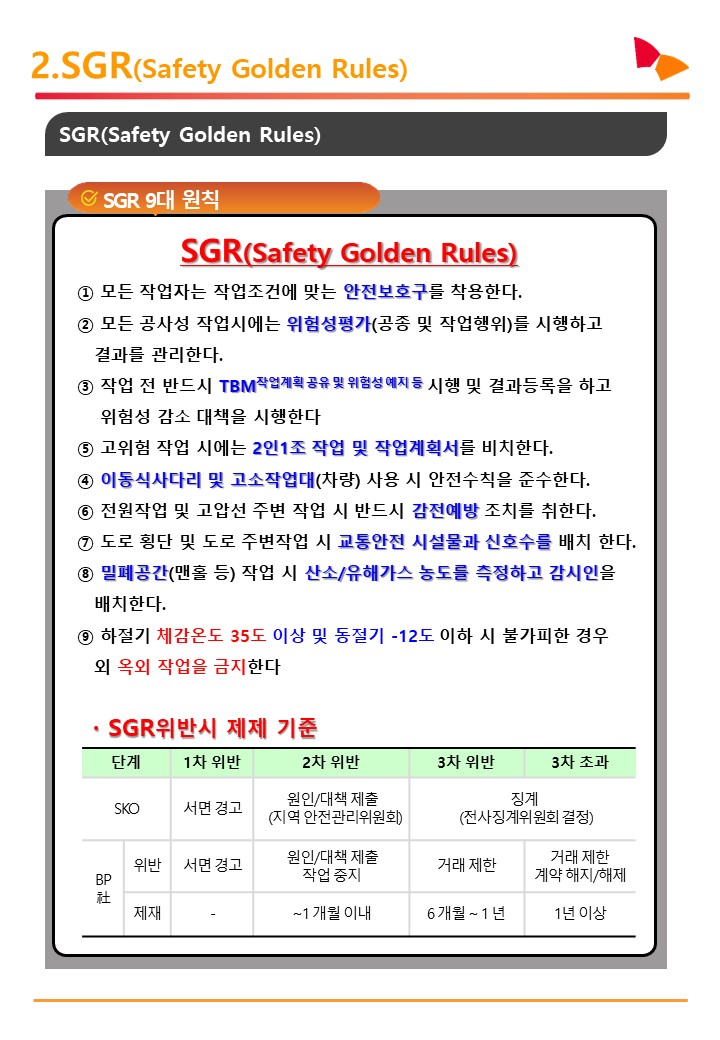 2.SGR(Safety Golden Rules)
SGR(Safety Golden Rules)
SGR 9대 원칙
SGR(Safety Golden Rules)
① 모든 작업자는 작업조건에 맞는 안전보호구를 착용한다.
② 모든 공사성 작업시에는 위험성평가(공종 및 작업행위)를 시행하고
결과를 관리한다.
③ 작업 전 반드시 TBM작업계획 공유 및 위험성 예지 등 시행 및 결과등록을 하고
위험성 감소 대책을 시행한다
⑤ 고위험 작업 시에는 2인1조 작업 및 작업계획서를 비치한다.
④ 이동식사다리 및 고소작업대(차량) 사용 시 안전수칙을 준수한다.
⑥ 전원작업 및 고압선 주변 작업 시 반드시 감전예방 조치를 취한다.
⑦ 도로 횡단 및 도로 주변작업 시 교통안전 시설물과 신호수를 배치 한다.
⑧ 밀폐공간(맨홀 등) 작업 시 산소/유해가스 농도를 측정하고 감시인을
배치한다.
⑨ 하절기 체감온도 35도 이상 및 동절기 -12도 이하 시 불가피한 경우
외 옥외 작업을 금지한다
· SGR위반시 제제 기준
단계 1차 위반 2차 위반 3차 위반 3차 초과
SKO 서면 경고 원인/대책 제출 징계
(지역 안전관리위원회) (전사징계위원회 결정)
BP
社
위반 서면 경고 원인/대책 제출 거래 제한 거래 제한
작업 중지 계약 해지/해제
제재 - ~1개월 이내 6개월 ~ 1년 1년 이상